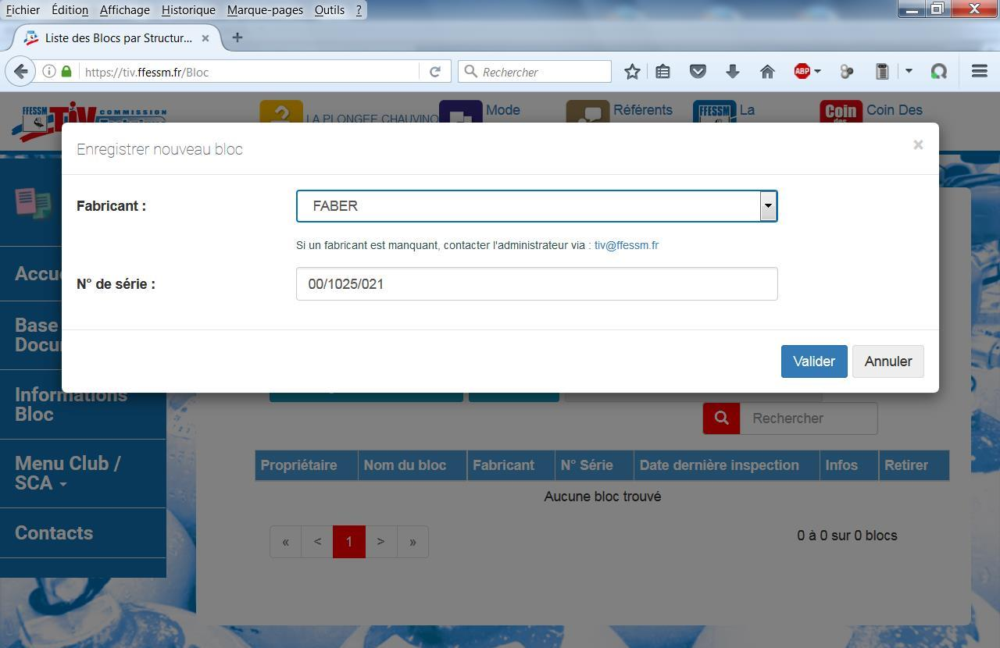 Fichier Édition Affichage Historique Marque-pages Outils ?
Liste des Blocs par Structur...
https://tiv.ffessm.fr/Bloc
Rechercher
ABP
FFESSM TIV COMMISSION
LA PLONGEE CHAUVINO
Mode
Référents
FFESSM
La
Coin des
Coin Des
Enregistrer nouveau bloc
Fabricant :
FABER
Si un fabricant est manquant, contacter l'administrateur via : tiv@ffessm.fr
N° de série :
00/1025/021
Valider
Annuler
Accu
Base
Docu
Informations
Bloc
Menu Club /
SCA
Contacts
Rechercher
Propriétaire Nom du bloc Fabricant N° Série Date dernière inspection Infos Retirer
Aucune bloc trouvé
« < 1 > »
0 à 0 sur 0 blocs